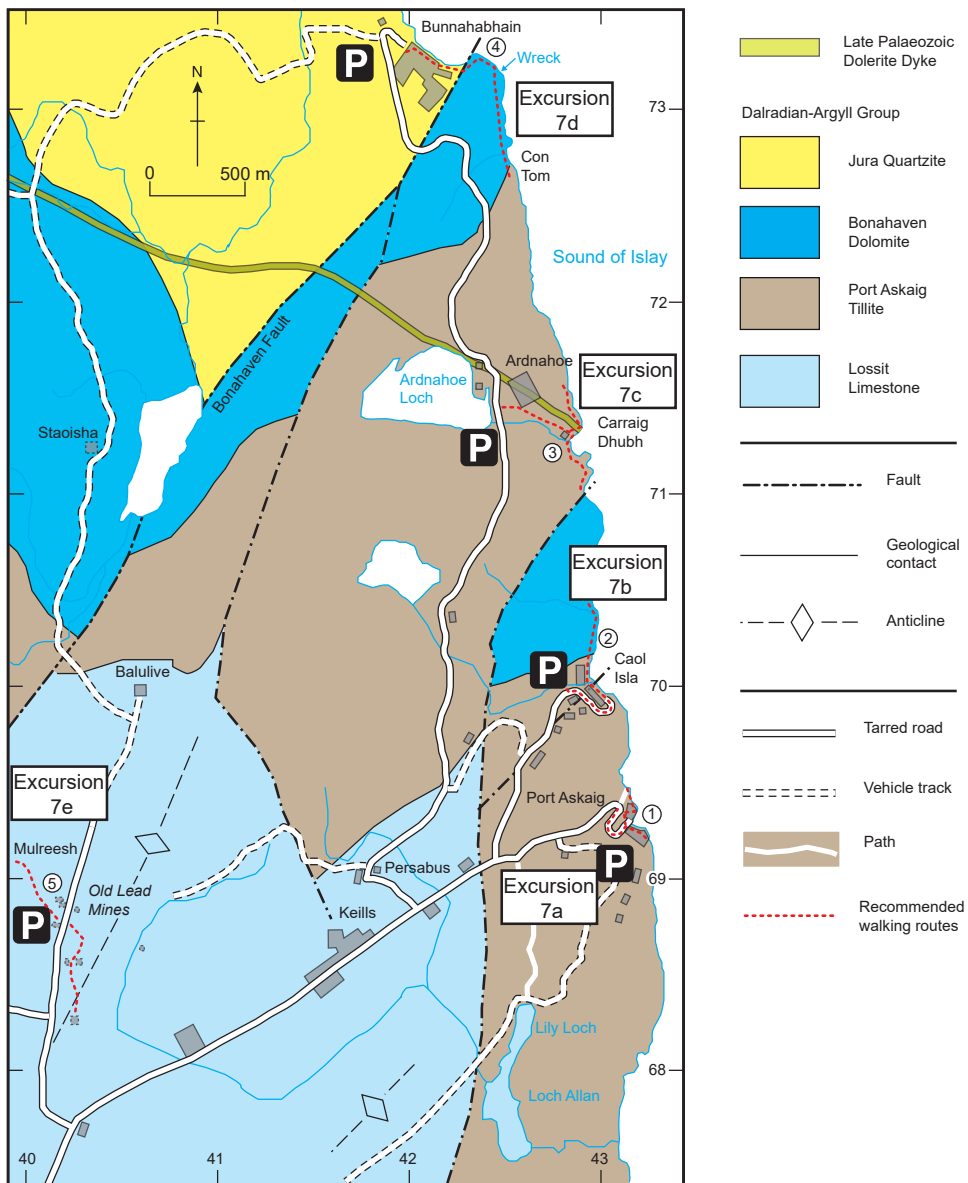 Bunnahabhain
4
Wreck
P
N
Excursion
7d
73
0 500 m
Con
Tom
Sound of Islay
72
Bonahaven Fault
Ardnahoe
Ardnahoe
Loch
Excursion
7c
Staoisha
P
Carraig
Dhubh
3
71
Excursion
7b
2
P
Caol
Isla
70
Balulive
Excursion
7e
Port Askaig
1
Mulreesh
5
Old Lead
Mines
P
Persabus
P
69
Excursion
7a
Keills
Lily Loch
68
Loch Allan
40 41 42 43
Late Palaeozoic
Dolerite Dyke
Dalradian-Argyll Group
Jura Quartzite
Bonahaven
Dolomite
Port Askaig
Tillite
Lossit
Limestone
Fault
Geological
contact
Anticline
Tarred road
Vehicle track
Path
Recommended
walking routes